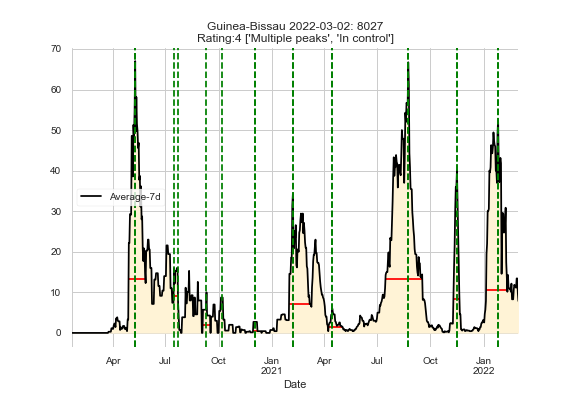 Guinea-Bissau 2022-03-02: 8027
Rating:4 ['Multiple peaks', 'In control']
70
60
50
40
30
20
10
0
Average-7d
Apr
Jul
Oct
Jan
2021
Apr
Jul
Oct
Jan
2022
Date